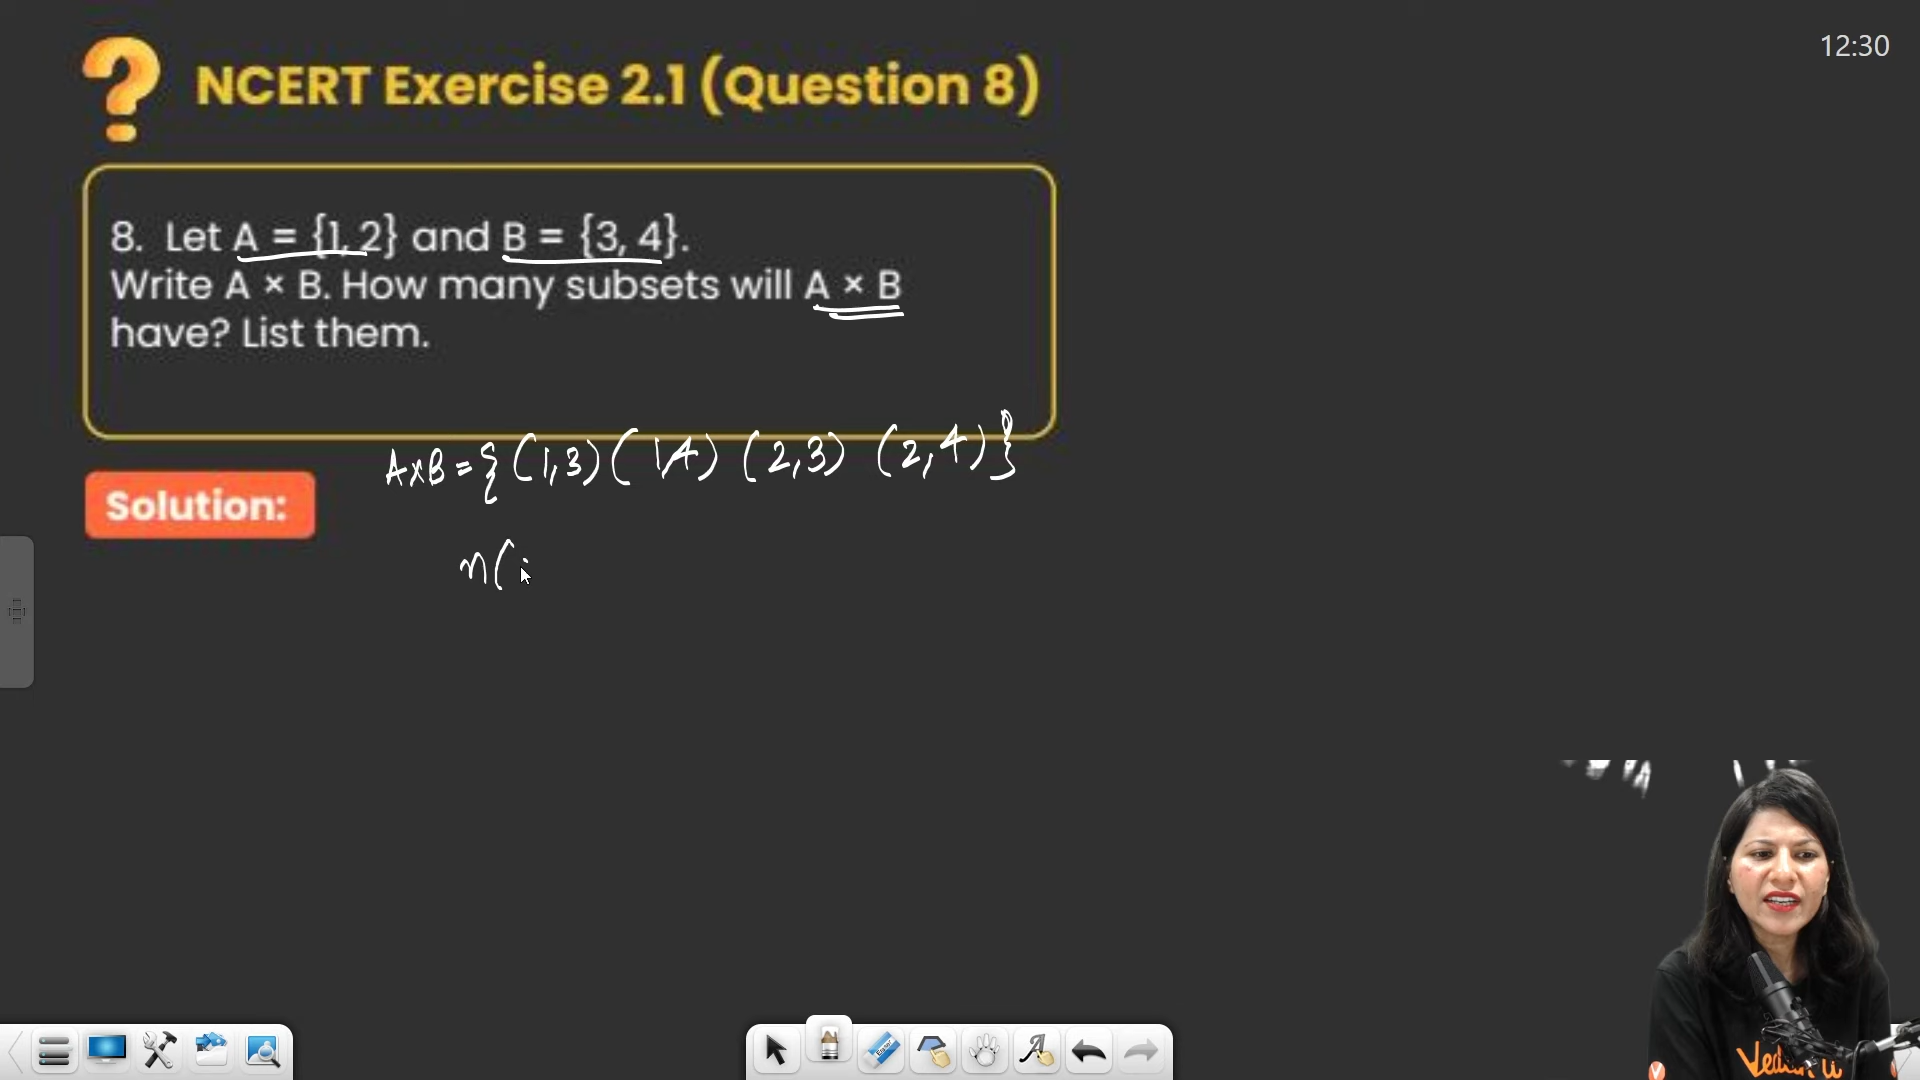 12:30
? NCERT Exercise 2.1 (Question 8)
8. Let A = {1, 2} and B = {3, 4}.
Write A × B. How many subsets will A × B
have? List them.
A×B = {(1,3) (1,4) (2,3) (2,4)}
Solution:
n(